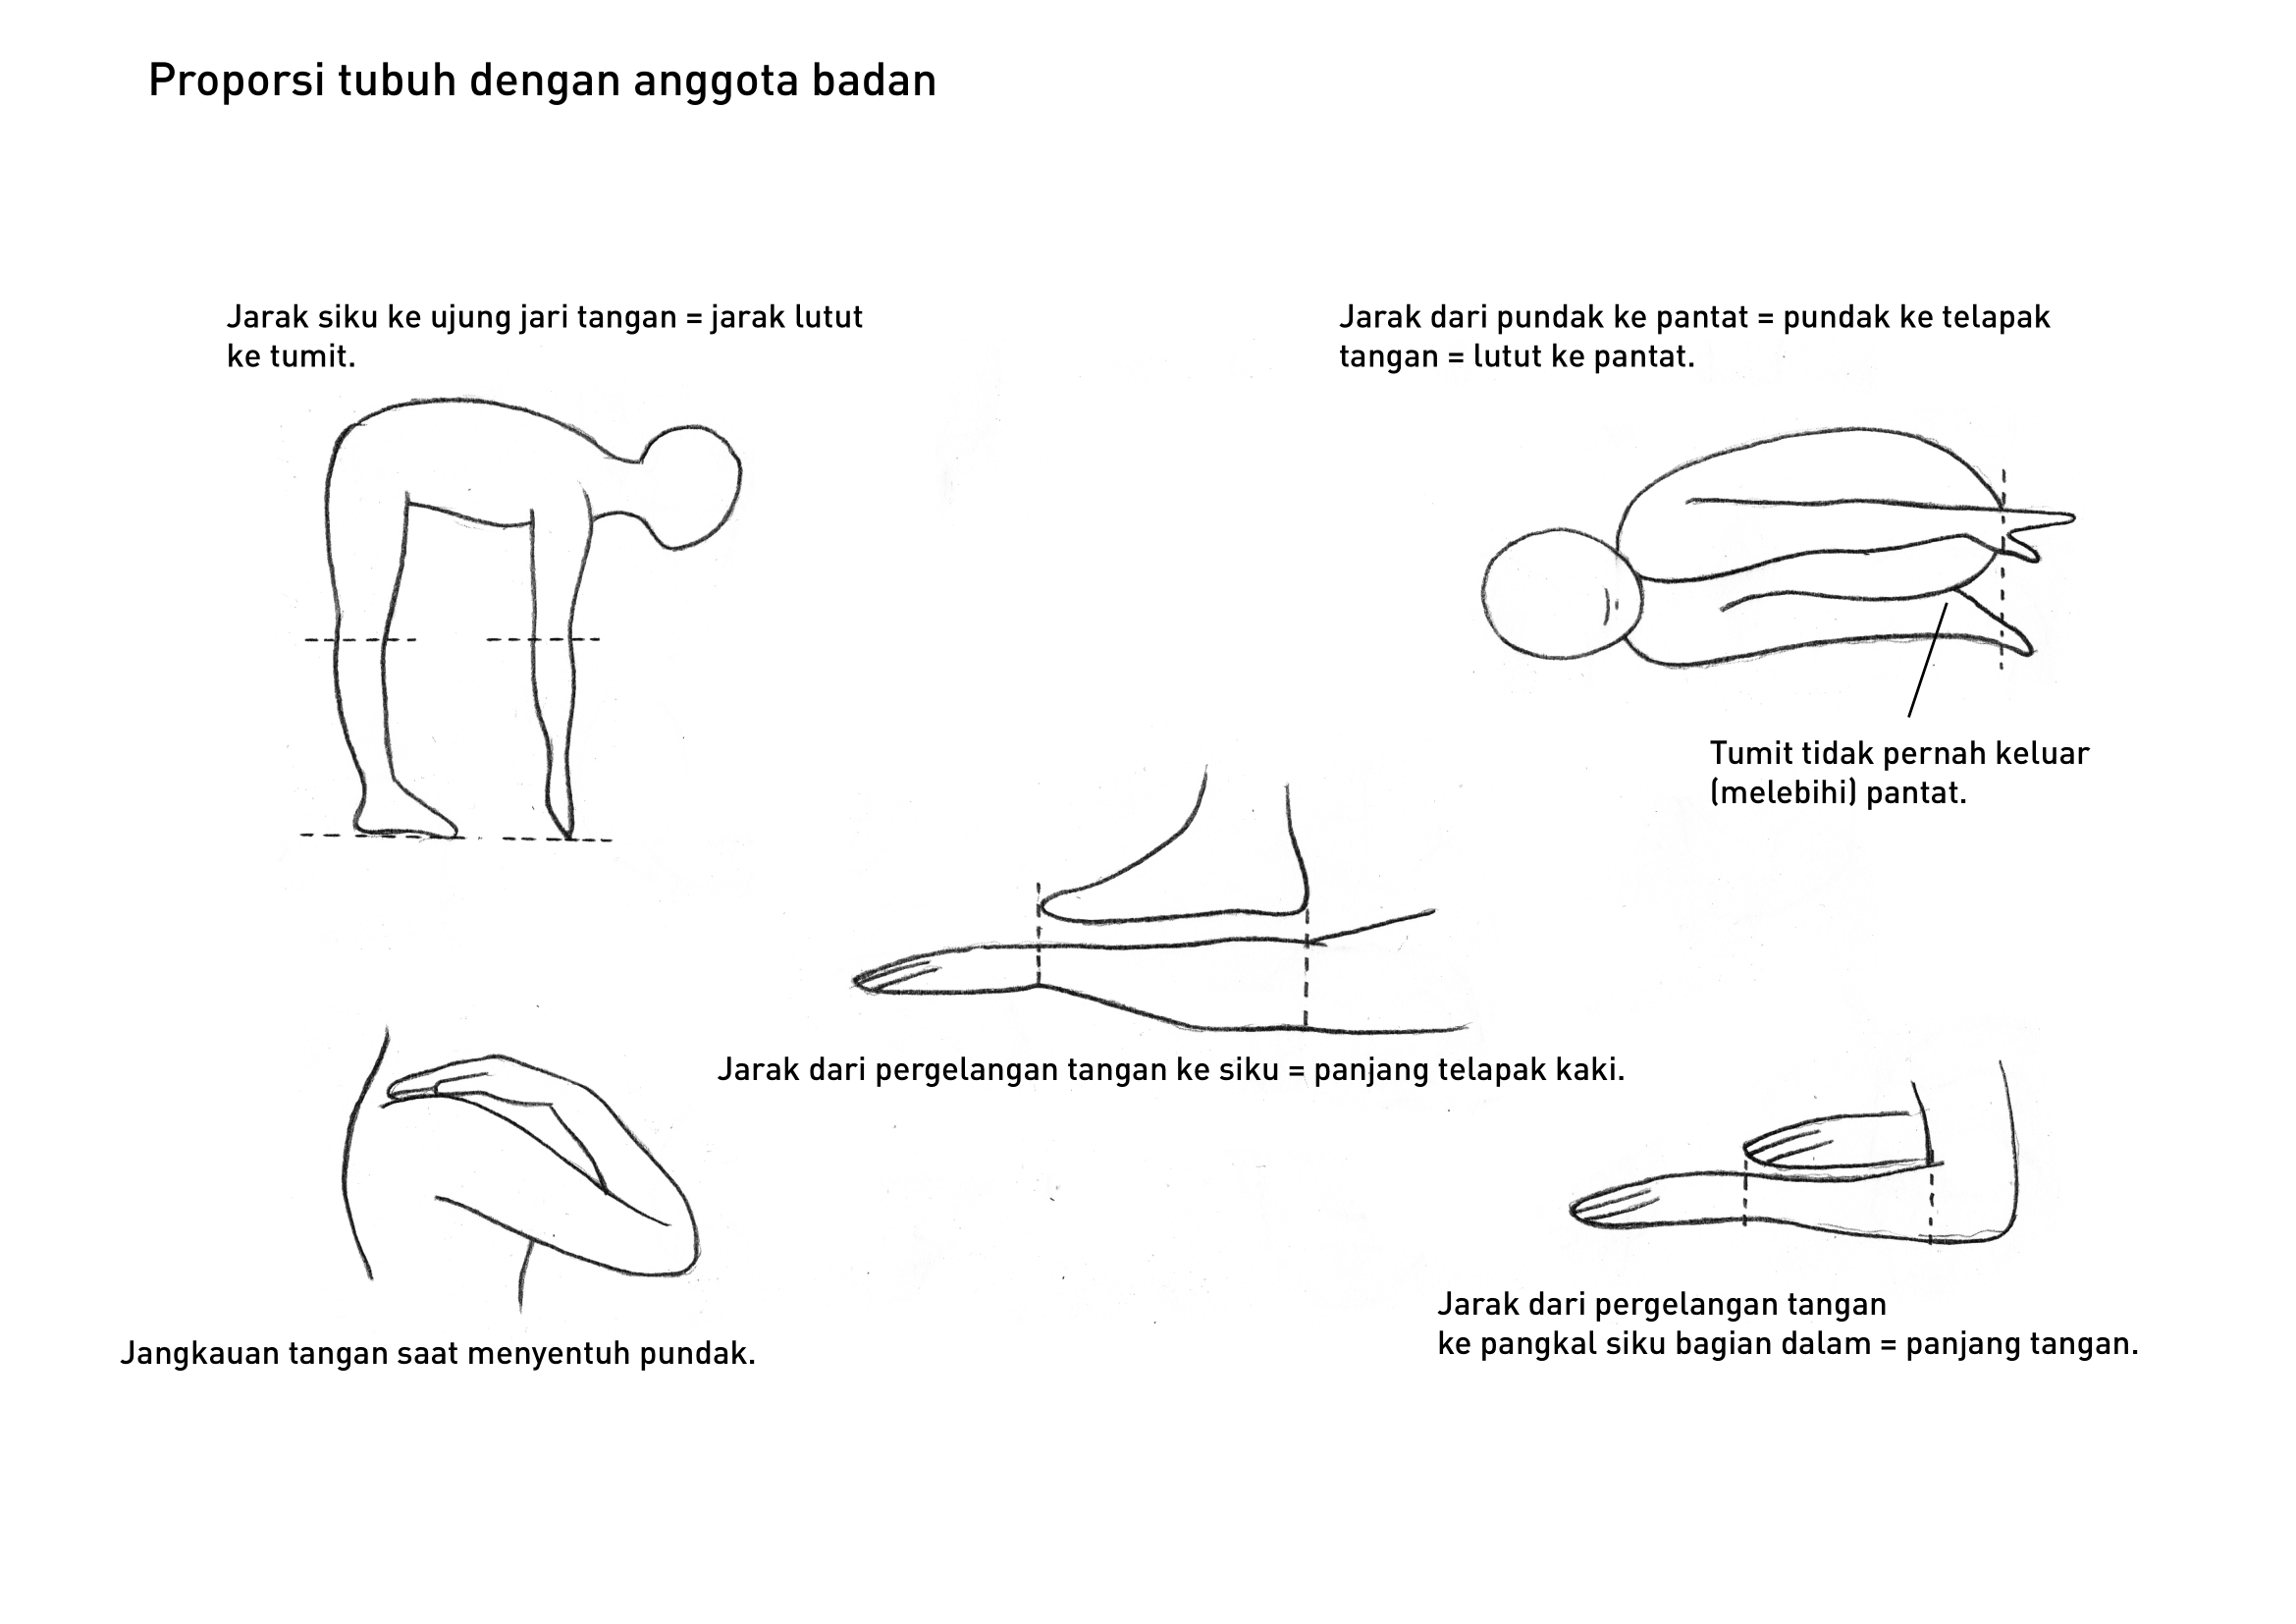 Proporsi tubuh dengan anggota badan
Jarak siku ke ujung jari tangan = jarak lutut
ke tumit.
Jarak dari pundak ke pantat = pundak ke telapak
tangan = lutut ke pantat.
Tumit tidak pernah keluar
(melebihi) pantat.
Jarak dari pergelangan tangan ke siku = panjang telapak kaki.
Jangkauan tangan saat menyentuh pundak.
Jarak dari pergelangan tangan
ke pangkal siku bagian dalam = panjang tangan.